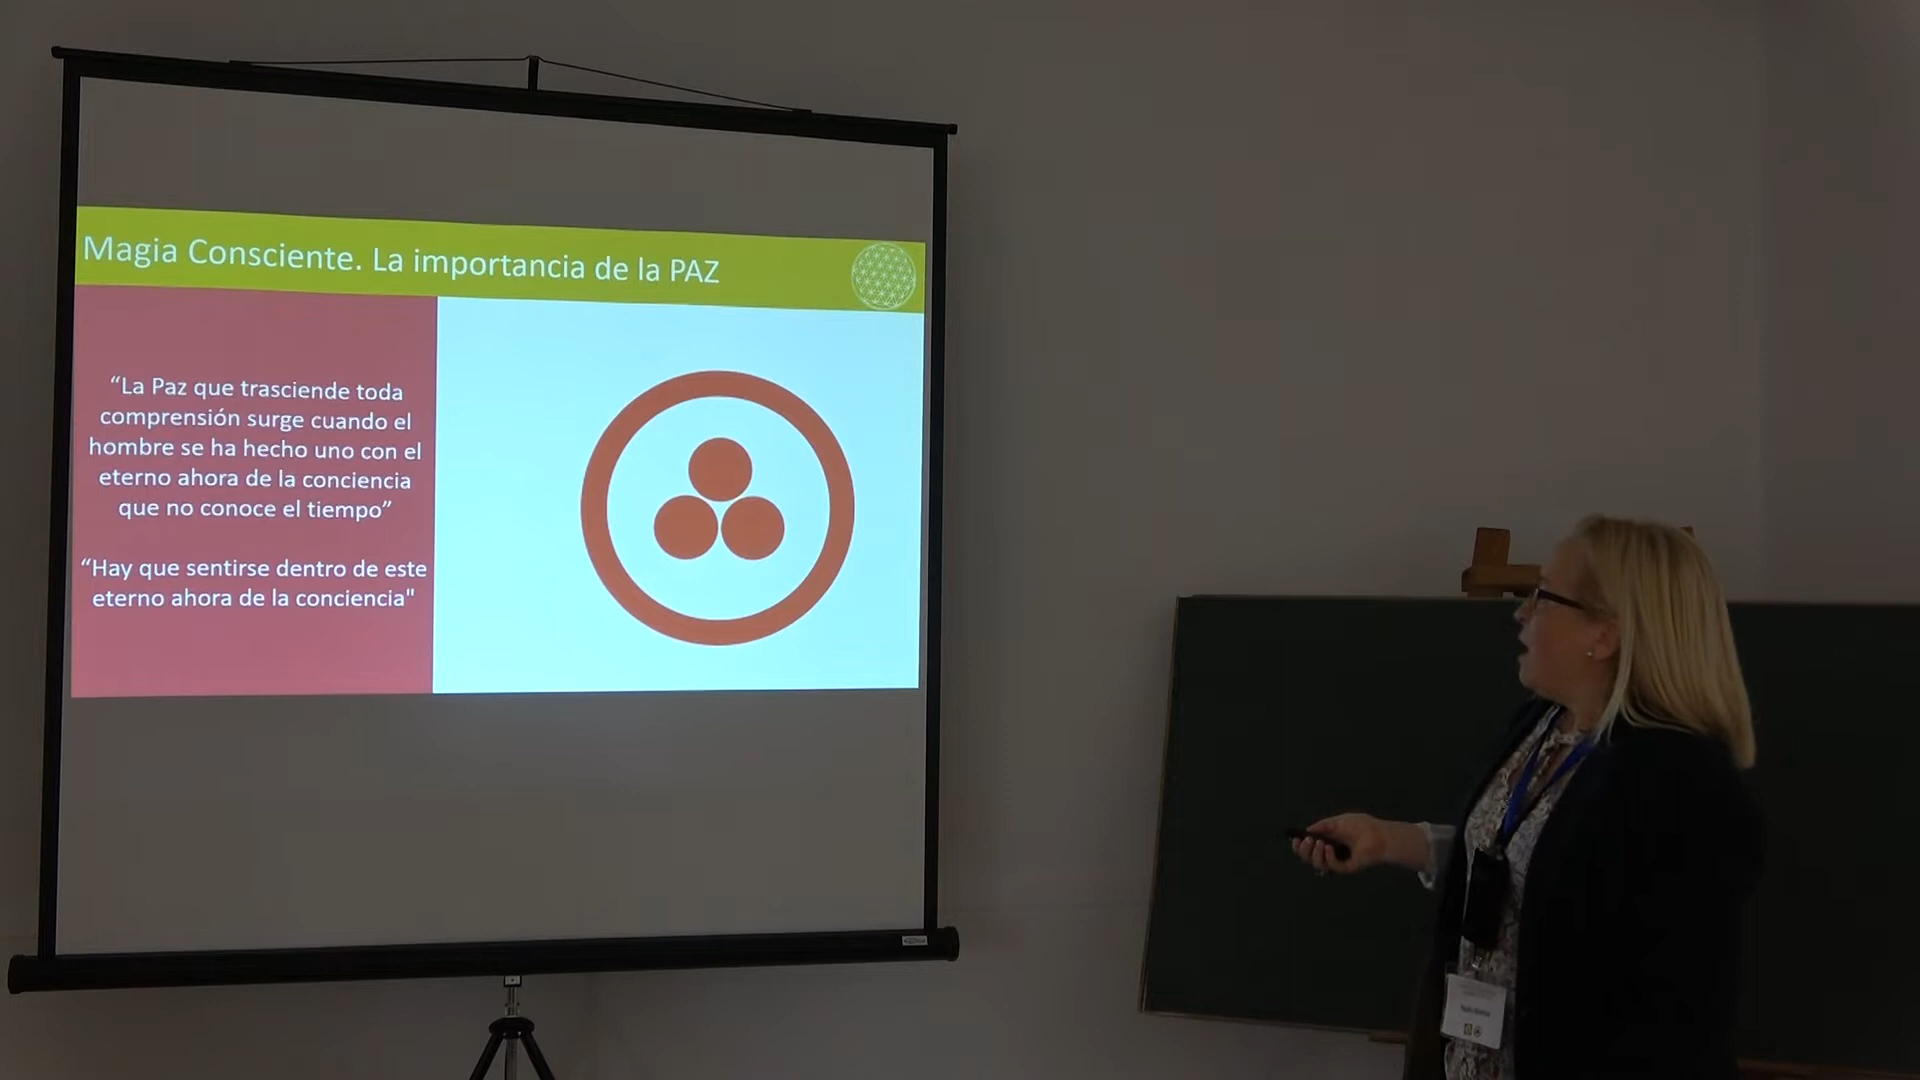 Magia Consciente. La importancia de la PAZ
“La Paz que trasciende toda
comprensión surge cuando el
hombre se ha hecho uno con el
eterno ahora de la conciencia
que no conoce el tiempo”
“Hay que sentirse dentro de este
eterno ahora de la conciencia"